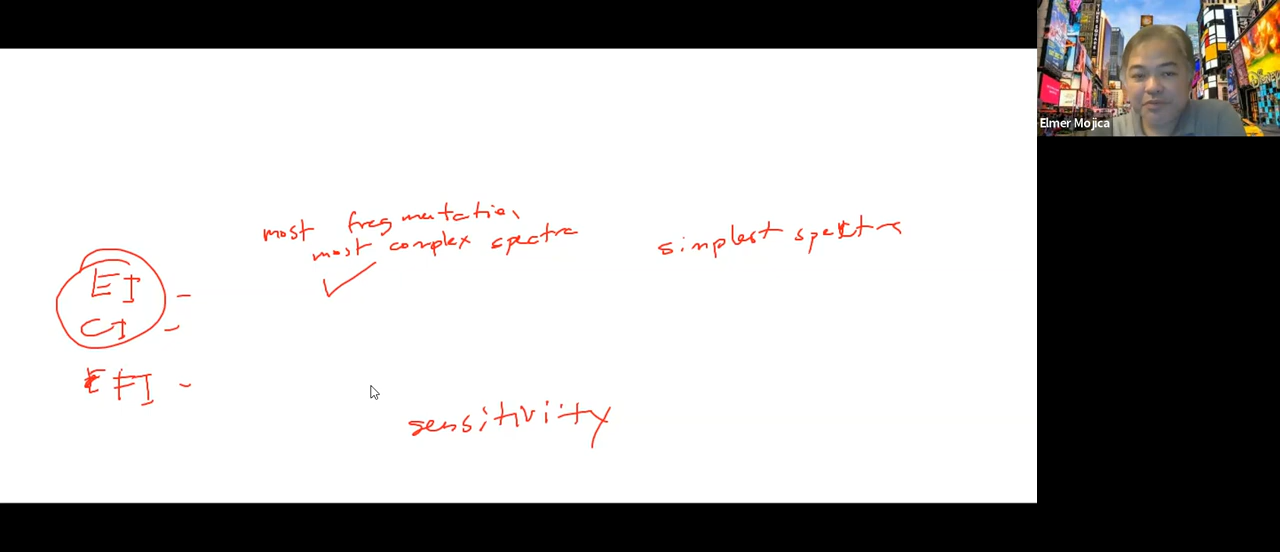 Elmer Mojica
most fragmentation
most complex spectra
simplest spectra
EI -
CI -
FI -
sensitivity